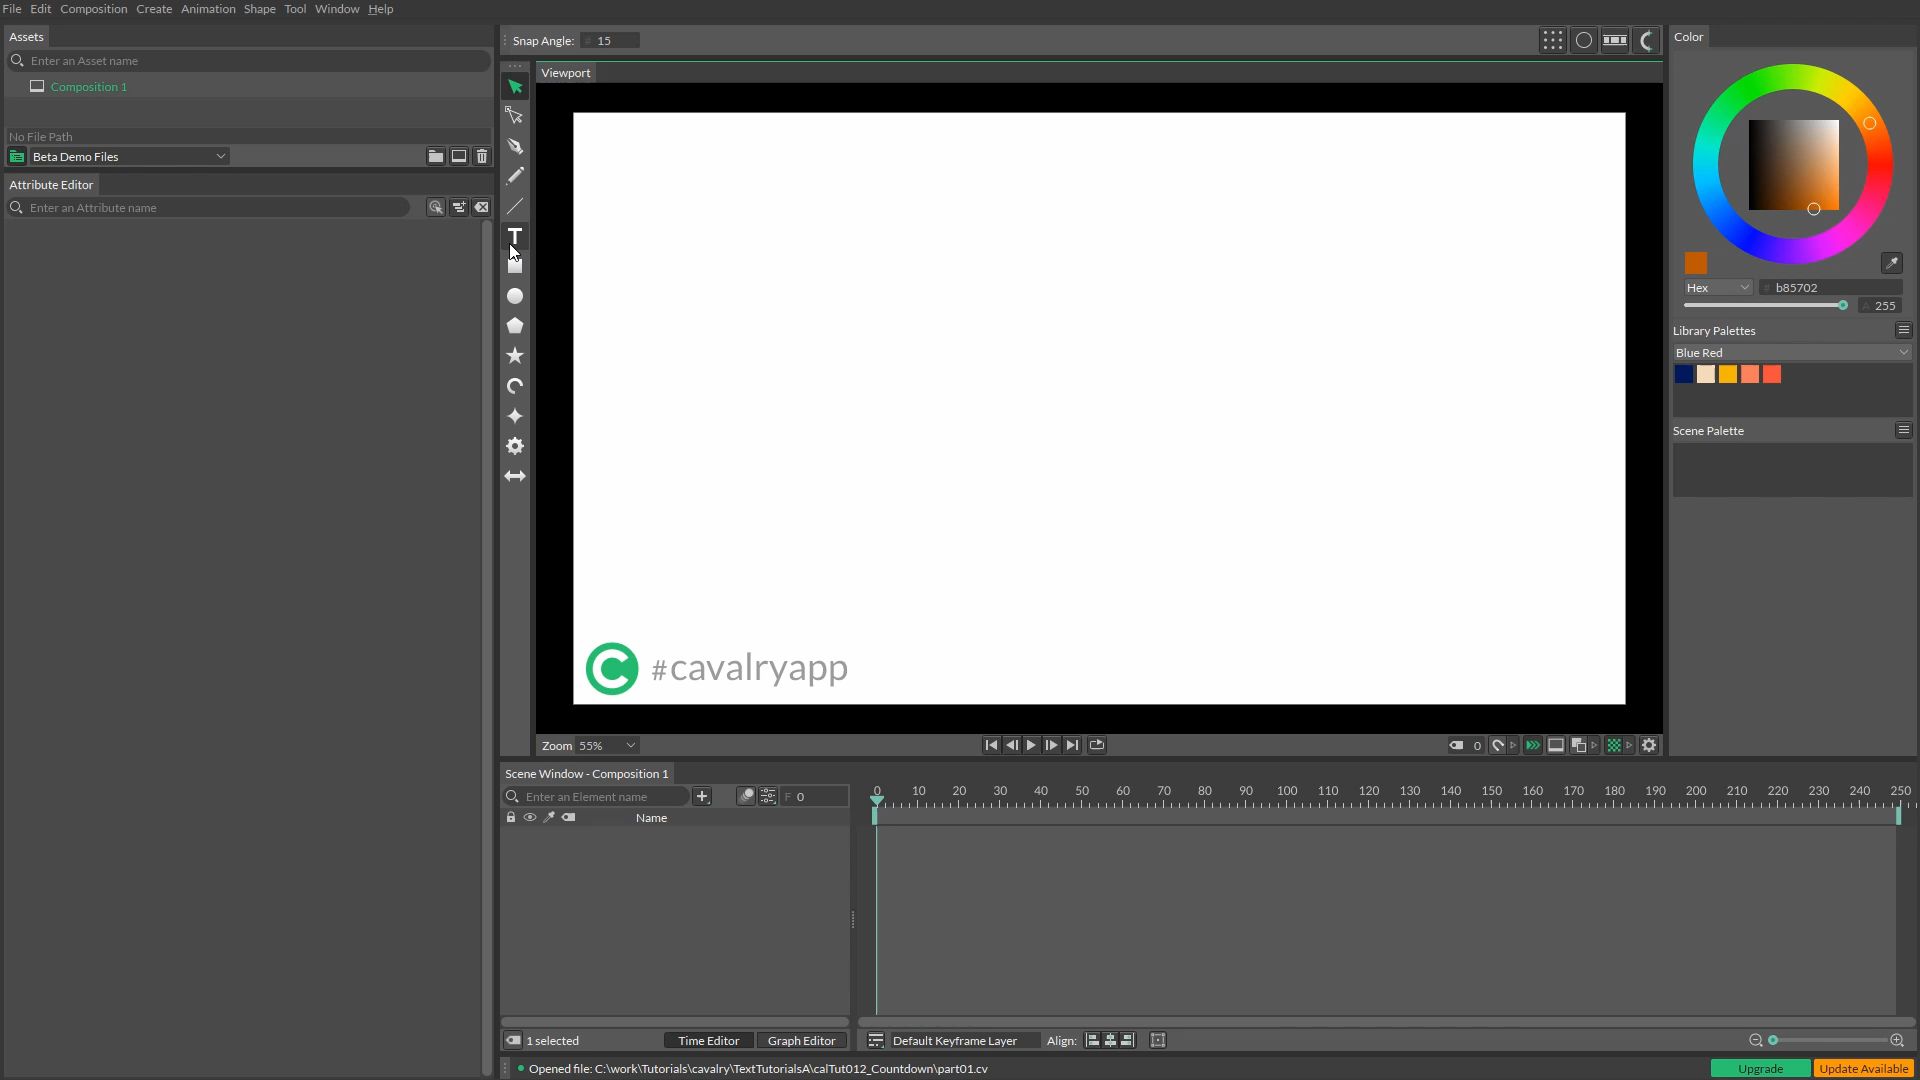 File Edit Composition Create Animation Shape Tool Window Help
Assets
Enter an Asset name
Composition 1
No File Path
Beta Demo Files
Attribute Editor
Enter an Attribute name
Snap Angle: 15
Viewport
#cavalryapp
Zoom 55%
0
Color
Hex # b85702
A 255
Library Palettes
Blue Red
Scene Palette
Scene Window - Composition 1
Enter an Element name
F 0
Name
0 10 20 30 40 50 60 70 80 90 100 110 120 130 140 150 160 170 180 190 200 210 220 230 240 250
1 selected
Time Editor
Graph Editor
Default Keyframe Layer
Align:
Opened file: C:\work\Tutorials\cavalry\TextTutorialsA\calTut012_Countdown\part01.cv
Upgrade
Update Available